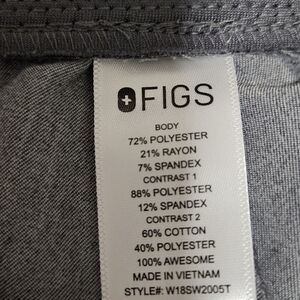 FIGS
BODY
72% POLYESTER
21% RAYON
7% SPANDEX
CONTRAST 1
88% POLYESTER
12% SPANDEX
CONTRAST 2
60% COTTON
40% POLYESTER
100% AWESOME
MADE IN VIETNAM
STYLE#: W18SW2005T